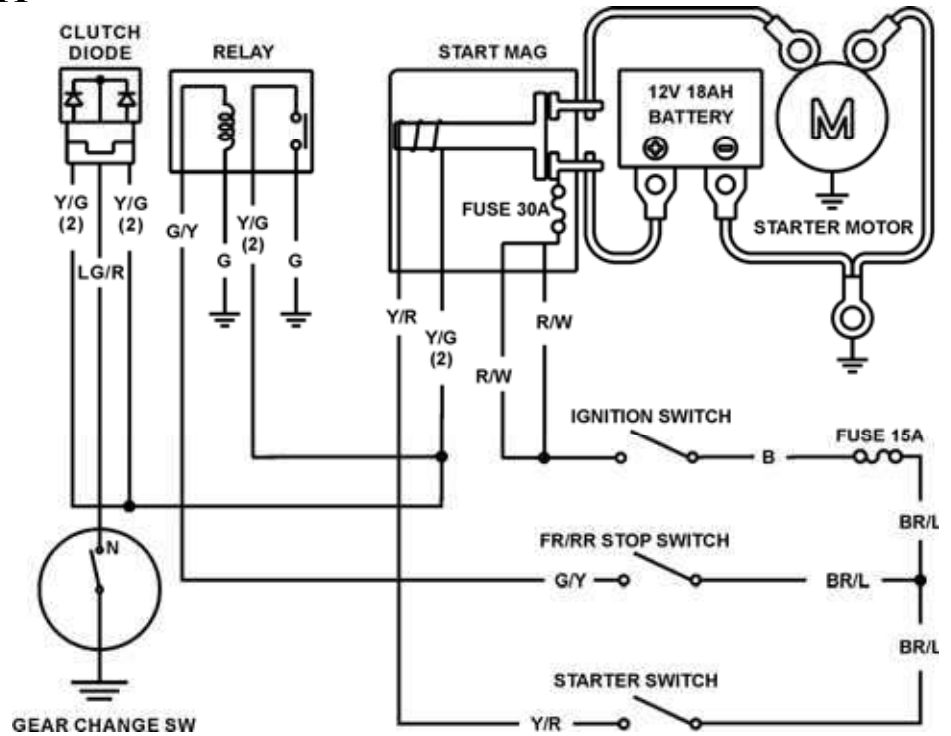 CLUTCH
DIODE
RELAY
START MAG
12V 18AH
BATTERY
M
FUSE 30A
STARTER MOTOR
Y/G
(2)
Y/G
(2)
LG/R
G/Y
G
Y/G
(2)
G
Y/R
Y/G
(2)
R/W
R/W
IGNITION SWITCH
B
FUSE 15A
BR/L
N
FR/RR STOP SWITCH
G/Y
BR/L
BR/L
STARTER SWITCH
Y/R
GEAR CHANGE SW